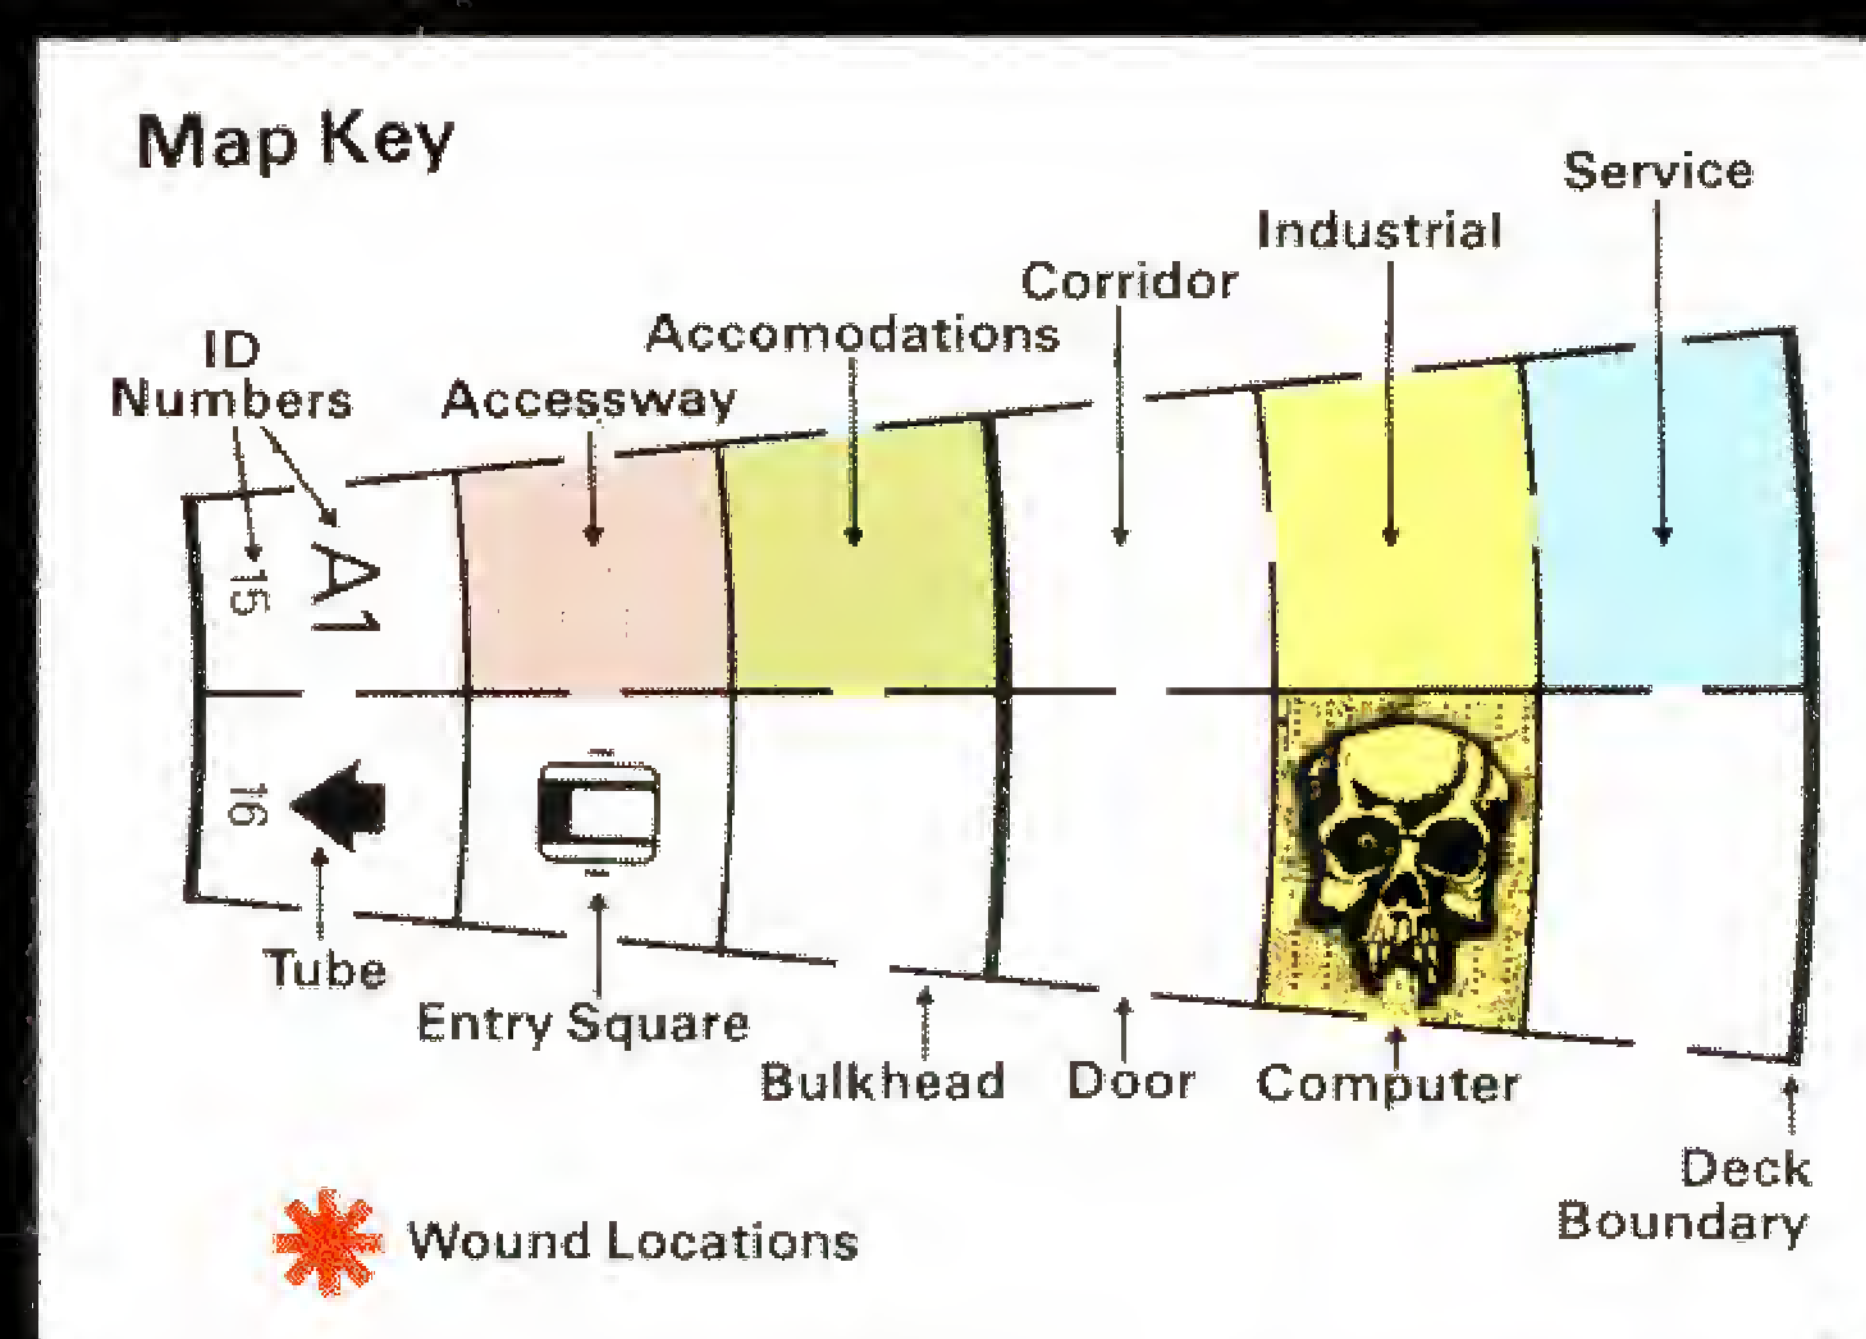 Map Key
Service
Industrial
Corridor
Accomodations
ID
Numbers
Accessway
15
A1
16
Tube
Entry Square
Bulkhead
Door
Computer
Deck
Boundary
Wound Locations